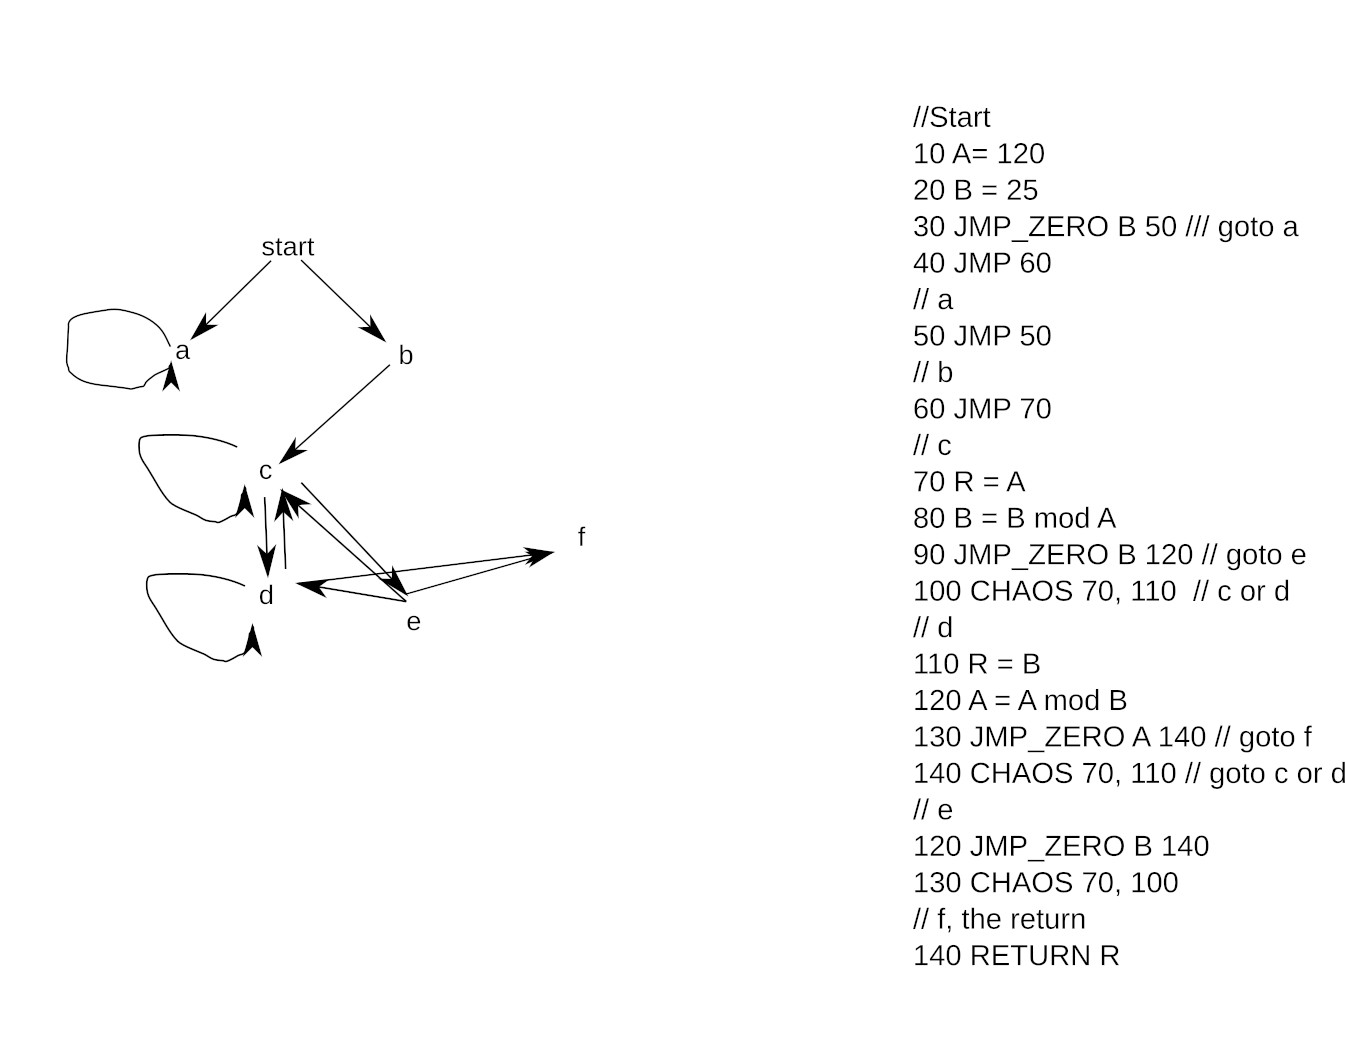 start
a
b
c
d
e
f
//Start
10 A= 120
20 B = 25
30 JMP_ZERO B 50 /// goto a
40 JMP 60
// a
50 JMP 50
// b
60 JMP 70
// c
70 R = A
80 B = B mod A
90 JMP_ZERO B 120 // goto e
100 CHAOS 70, 110  // c or d
// d
110 R = B
120 A = A mod B
130 JMP_ZERO A 140 // goto f
140 CHAOS 70, 110 // goto c or d
// e
120 JMP_ZERO B 140
130 CHAOS 70, 100
// f, the return
140 RETURN R